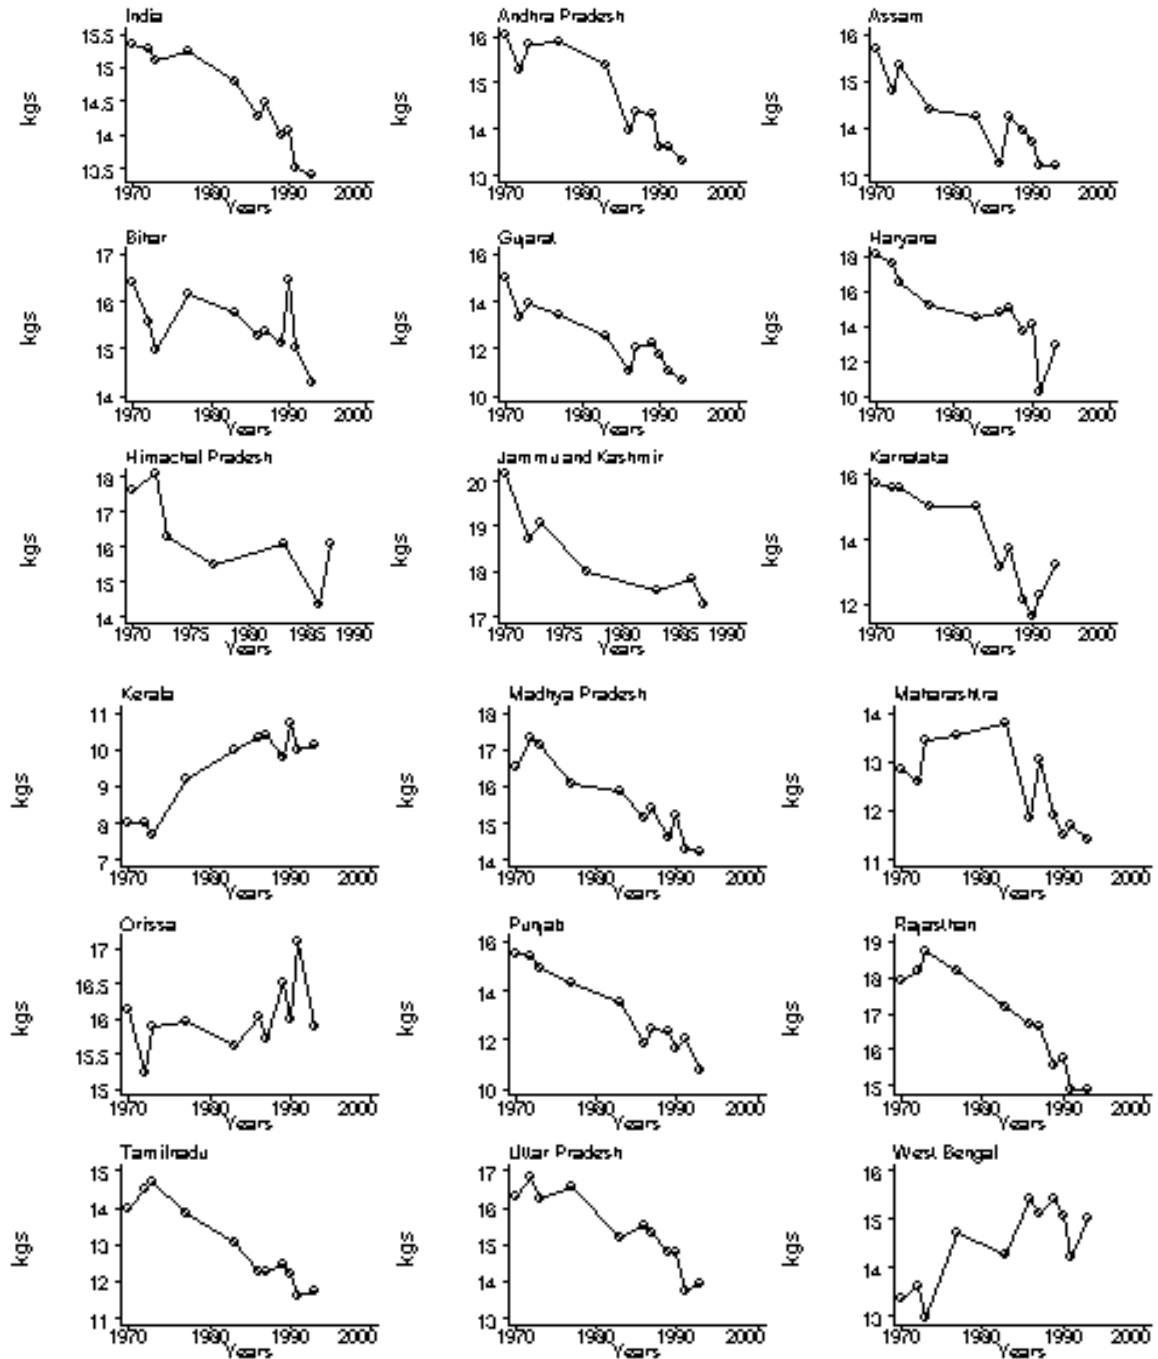 India
Andhra Pradesh
Assam
15.5
15
14.5
14
13.5
kgs
1970 1980 1990 2000
Years
16
15
14
13
kgs
1970 1980 1990 2000
Years
16
15
14
13
kgs
1970 1980 1990 2000
Years
Bihar
Gujarat
Haryana
17
16
15
14
kgs
1970 1980 1990 2000
Years
16
14
12
10
kgs
1970 1980 1990 2000
Years
18
16
14
12
10
kgs
1970 1980 1990 2000
Years
Himachal Pradesh
Jammu and Kashmir
Karnataka
18
17
16
15
14
kgs
1970 1975 1980 1985 1990
Years
20
19
18
17
kgs
1970 1975 1980 1985 1990
Years
16
14
12
kgs
1970 1980 1990 2000
Years
Kerala
Madhya Pradesh
Maharashtra
11
10
9
8
7
kgs
1970 1980 1990 2000
Years
18
17
16
15
14
kgs
1970 1980 1990 2000
Years
14
13
12
11
kgs
1970 1980 1990 2000
Years
Orissa
Punjab
Rajasthan
17
16.5
16
15.5
15
kgs
1970 1980 1990 2000
Years
16
14
12
10
kgs
1970 1980 1990 2000
Years
19
18
17
16
15
kgs
1970 1980 1990 2000
Years
Tamilnadu
Uttar Pradesh
West Bengal
15
14
13
12
11
kgs
1970 1980 1990 2000
Years
17
16
15
14
13
kgs
1970 1980 1990 2000
Years
16
15
14
13
kgs
1970 1980 1990 2000
Years